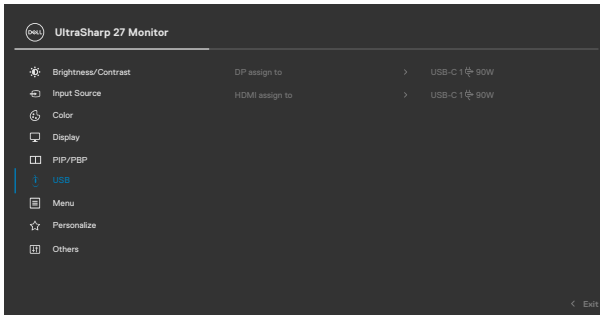 DELL UltraSharp 27 Monitor
Brightness/Contrast DP assign to > USB-C 1 90W
Input Source HDMI assign to > USB-C 1 90W
Color
Display
PIP/PBP
USB
Menu
Personalize
Others
< Exit